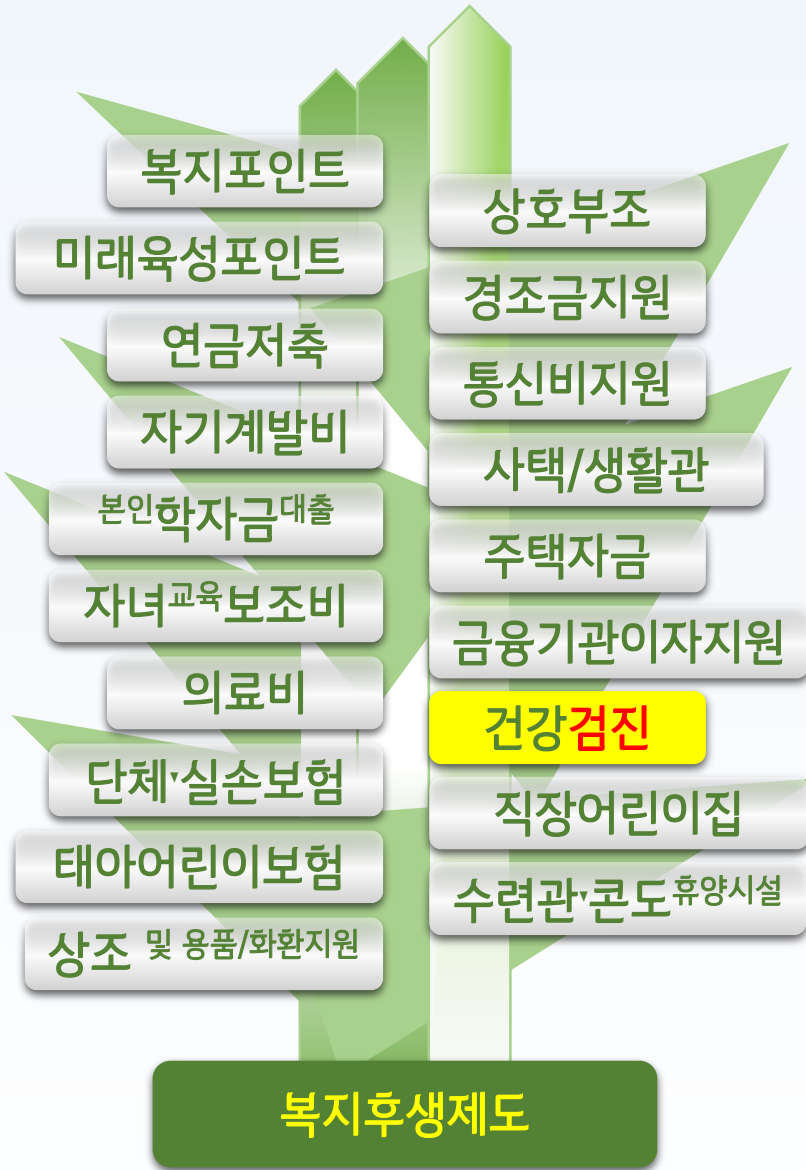 복지포인트
미래육성포인트
연금저축
자기계발비
본인학자금대출
자녀교육보조비
의료비
단체▾실손보험
태아어린이보험
상조 및 용품/화환지원
상호부조
경조금지원
통신비지원
사택/생활관
주택자금
금융기관이자지원
건강검진
직장어린이집
수련관▾콘도휴양시설
복지후생제도